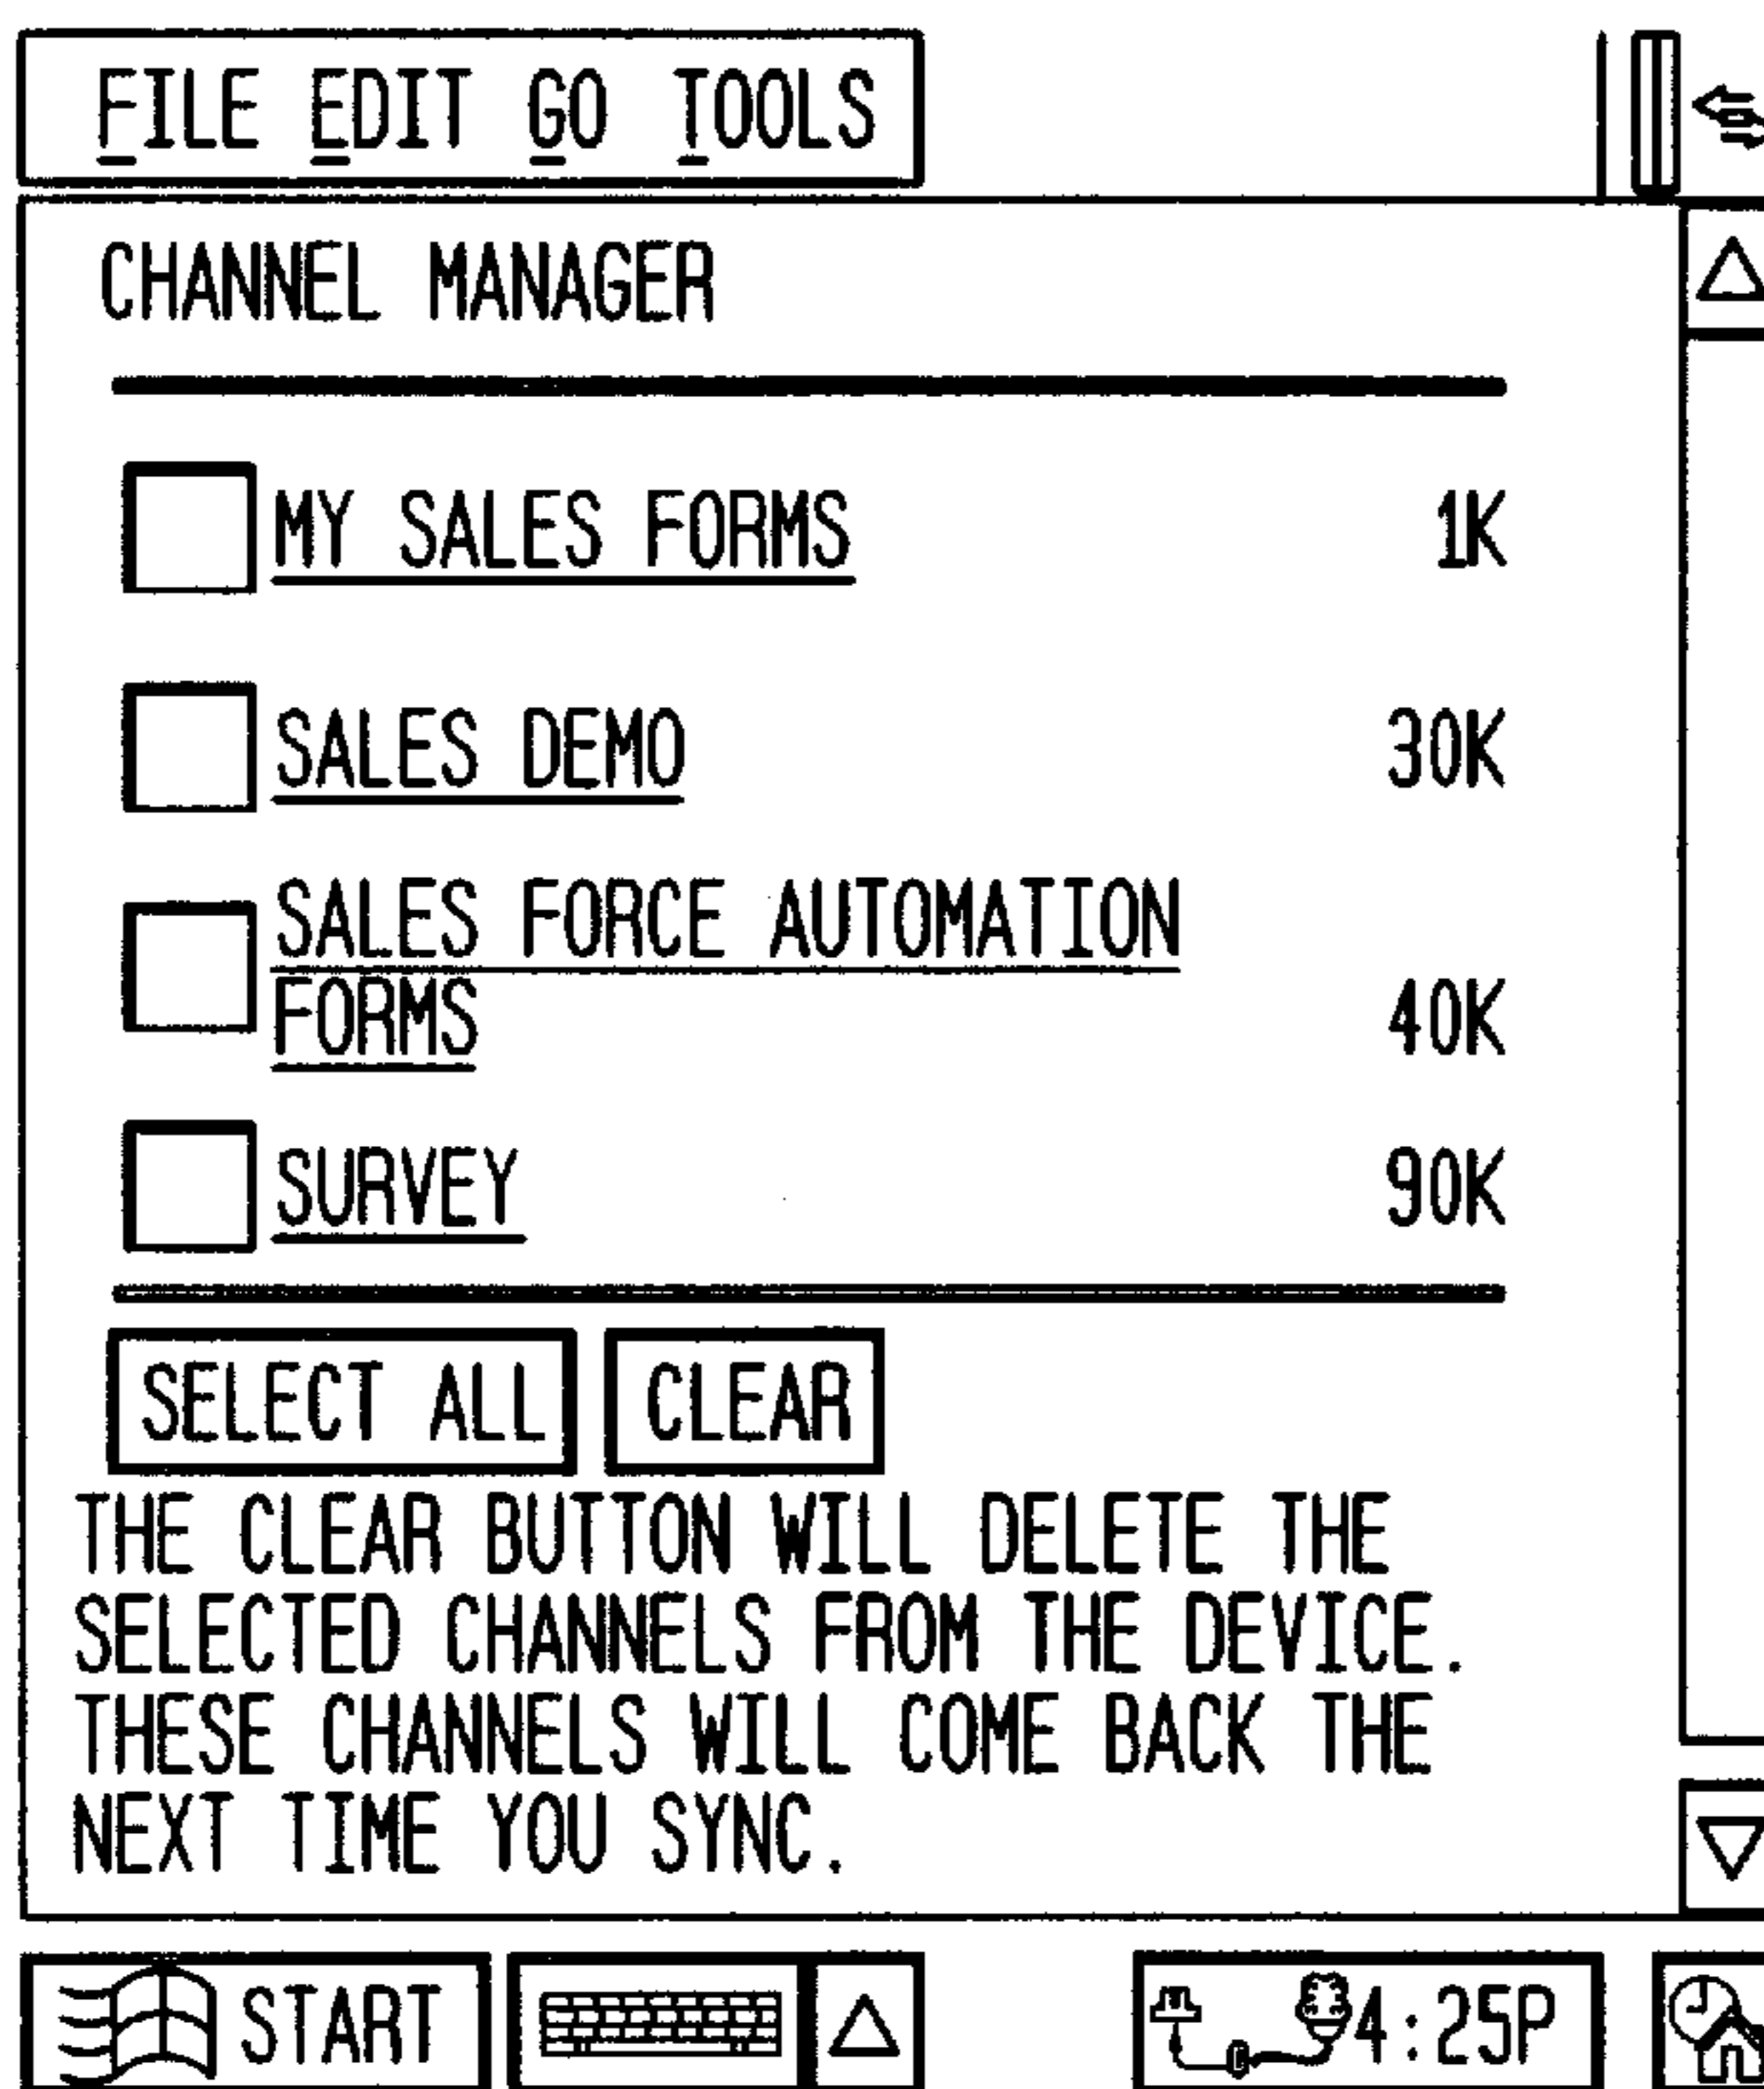 FILE EDIT GO TOOLS
CHANNEL MANAGER
MY SALES FORMS 1K
SALES DEMO 30K
SALES FORCE AUTOMATION
FORMS 40K
SURVEY 90K
SELECT ALL CLEAR
THE CLEAR BUTTON WILL DELETE THE
SELECTED CHANNELS FROM THE DEVICE.
THESE CHANNELS WILL COME BACK THE
NEXT TIME YOU SYNC.
START 4:25P